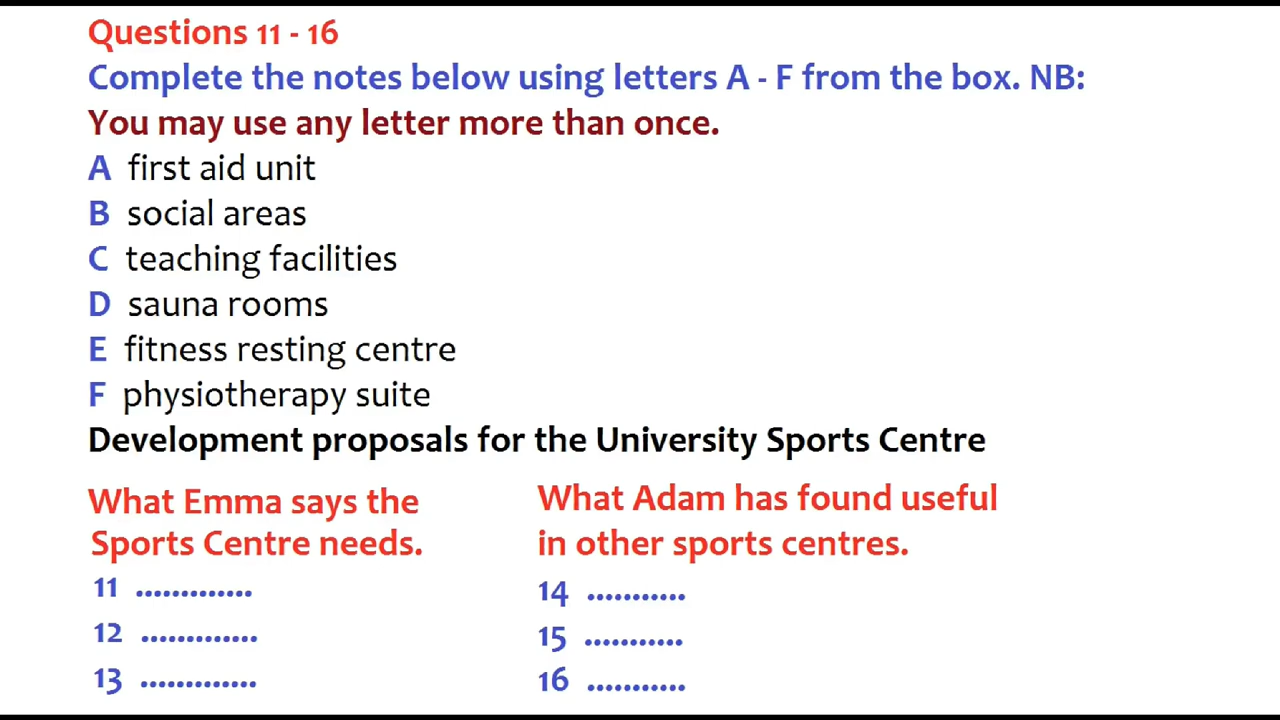 Questions 11 - 16
Complete the notes below using letters A - F from the box. NB:
You may use any letter more than once.
A first aid unit
B social areas
C teaching facilities
D sauna rooms
E fitness resting centre
F physiotherapy suite
Development proposals for the University Sports Centre
What Emma says the
Sports Centre needs.
11 .............
12 .............
13 .............
What Adam has found useful
in other sports centres.
14 ...........
15 ...........
16 ...........